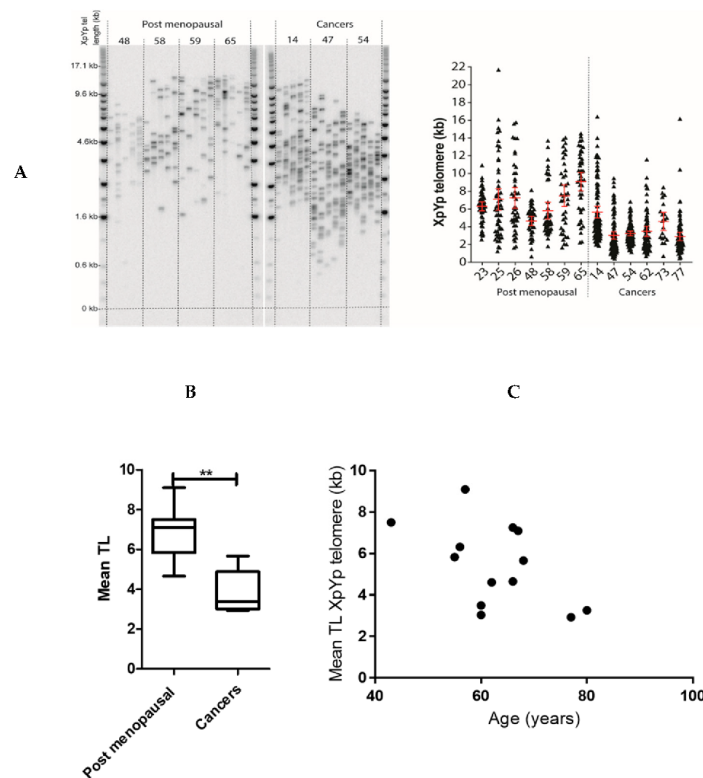 XpYp tel
length (kb)
Post menopausal
Cancers
48 58 59 65 14 47 54
17.1 kb
9.6 kb
4.5kb
1.6 kb
0.6 kb
0 kb
A
XpYp telomere (kb)
22
20
18
16
14
12
10
8
6
4
2
0
23 25 26 48 58 59 65 14 47 54 62 73 77
Post menopausal
Cancers
B
C
Mean TL
10
8
6
4
2
0
**
Post menopausal
Cancers
Mean TL XpYp telomere (kb)
10
8
6
4
2
0
40 60 80 100
Age (years)